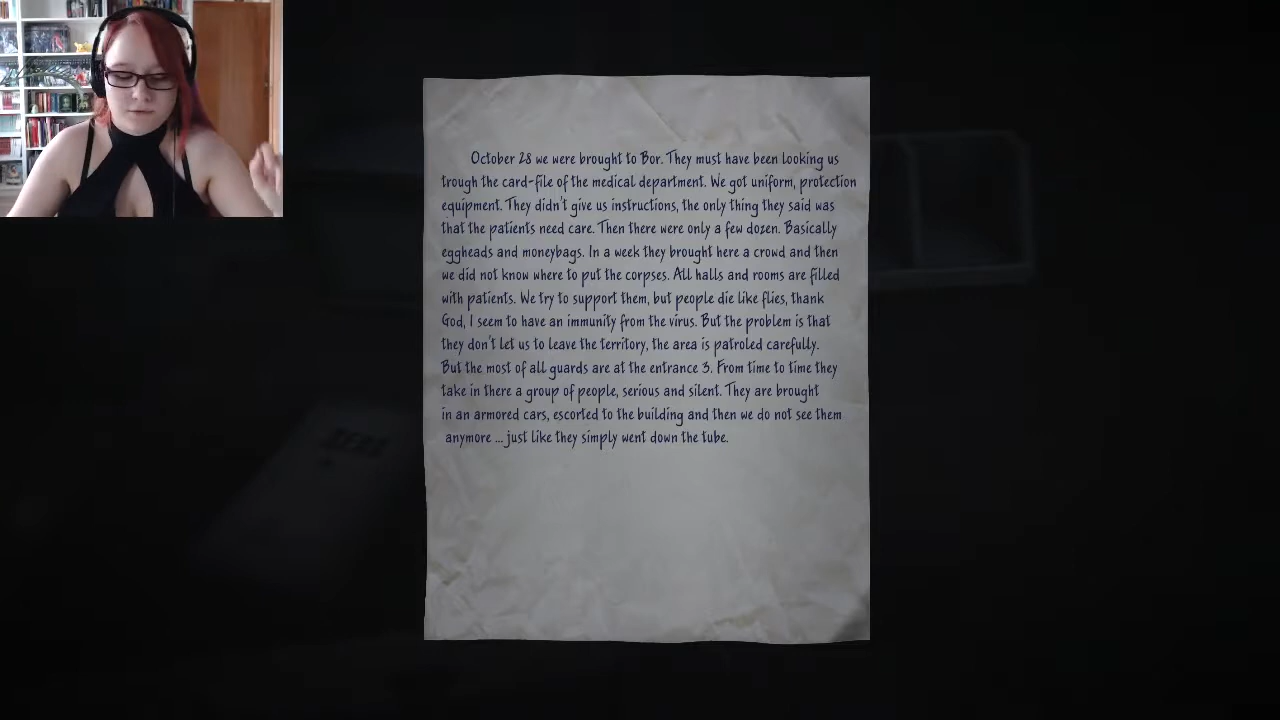 October 28 we were brought to Bor. They must have been looking us
trough the card-file of the medical department. We got uniform, protection
equipment. They didn't give us instructions, the only thing they said was
that the patients need care. Then there were only a few dozen. Basically
eggheads and moneybags. In a week they brought here a crowd and then
we did not know where to put the corpses. All halls and rooms are filled
with patients. We try to support them, but people die like flies, thank
God, I seem to have an immunity from the virus. But the problem is that
they don't let us to leave the territory, the area is patroled carefully.
But the most of all guards are at the entrance 3. From time to time they
take in there a group of people, serious and silent. They are brought
in an armored cars, escorted to the building and then we do not see them
anymore ... just like they simply went down the tube.